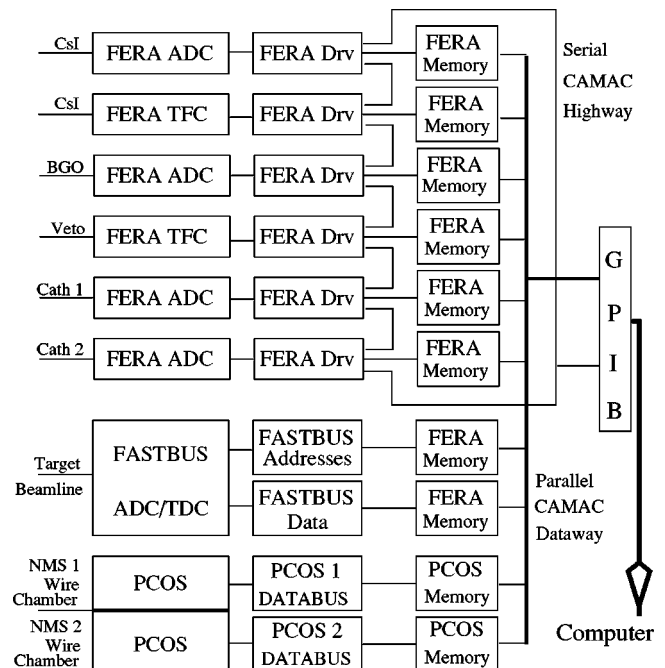 CsI
FERA ADC
FERA Drv
FERA
Memory
Serial
CAMAC
Highway
CsI
FERA TFC
FERA Drv
FERA
Memory
BGO
FERA ADC
FERA Drv
FERA
Memory
Veto
FERA TFC
FERA Drv
FERA
Memory
Cath 1
FERA ADC
FERA Drv
FERA
Memory
Cath 2
FERA ADC
FERA Drv
FERA
Memory
G
P
I
B
Target
Beamline
FASTBUS
ADC/TDC
FASTBUS
Addresses
FERA
Memory
FASTBUS
Data
FERA
Memory
Parallel
CAMAC
Dataway
NMS 1
Wire
Chamber
PCOS
PCOS 1
DATABUS
PCOS
Memory
NMS 2
Wire
Chamber
PCOS
PCOS 2
DATABUS
PCOS
Memory
Computer